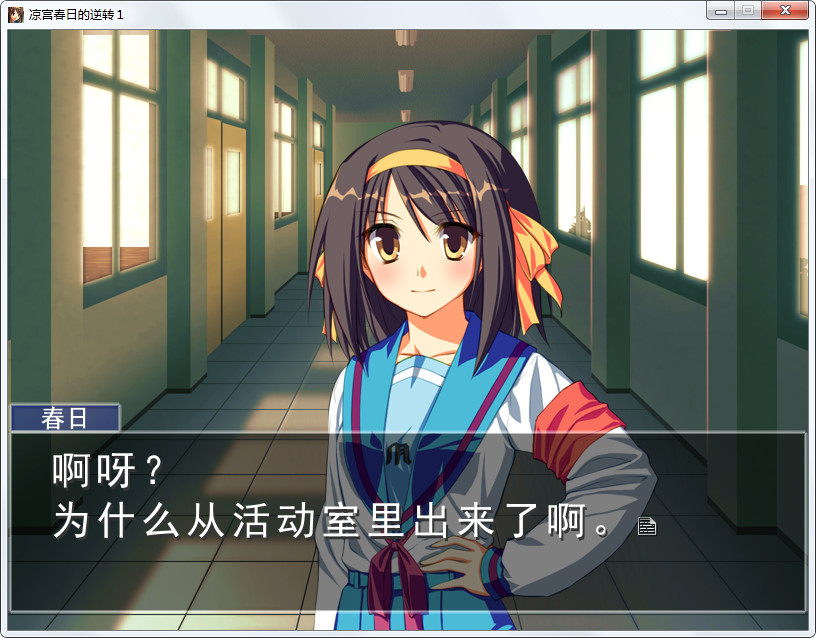 凉宫春日的逆转1
春日
啊呀？
为什么从活动室里出来了啊。